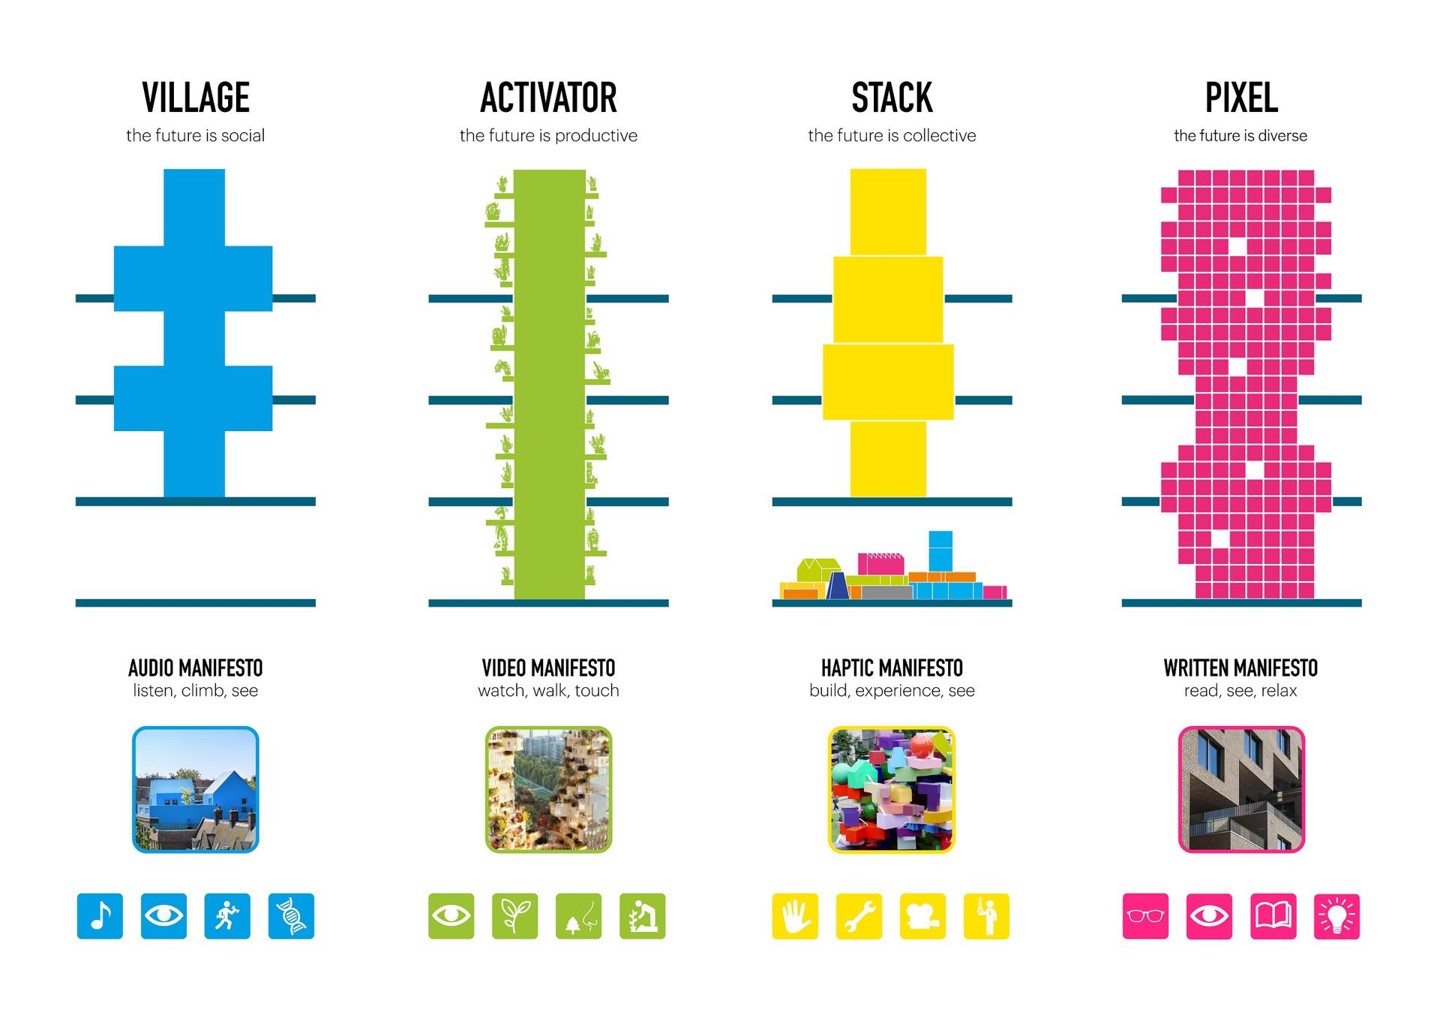 VILLAGE
the future is social
ACTIVATOR
the future is productive
STACK
the future is collective
PIXEL
the future is diverse
AUDIO MANIFESTO
listen, climb, see
VIDEO MANIFESTO
watch, walk, touch
HAPTIC MANIFESTO
build, experience, see
WRITTEN MANIFESTO
read, see, relax